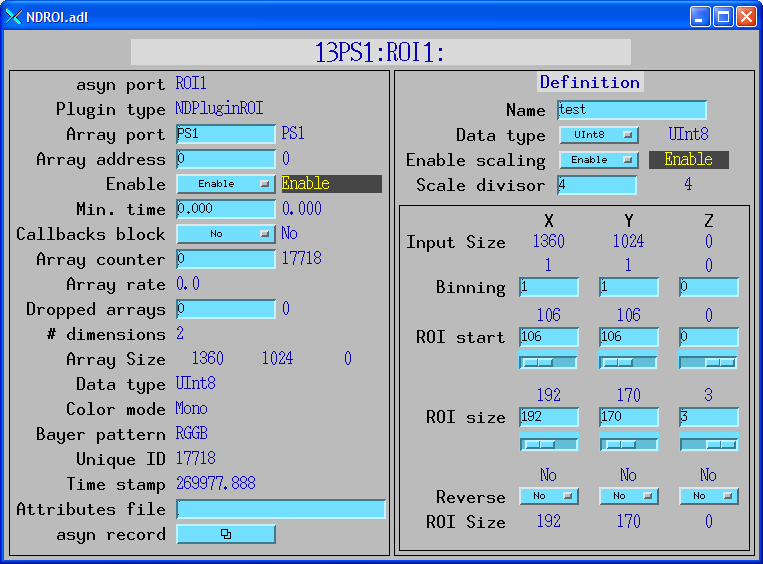 NDROI.adl
13PS1:ROI1:
asyn port ROI1
Plugin type NDPluginROI
Array port PS1 PS1
Array address 0 0
Enable Enable Enable
Min. time 0.000 0.000
Callbacks block No No
Array counter 0 17718
Array rate 0.0
Dropped arrays 0 0
# dimensions 2
Array Size 1360 1024 0
Data type UInt8
Color mode Mono
Bayer pattern RGGB
Unique ID 17718
Time stamp 269977.888
Attributes file
asyn record
Definition
Name test
Data type UInt8 UInt8
Enable scaling Enable Enable
Scale divisor 4 4
X Y Z
Input Size 1360 1024 0
1 1 0
Binning 1 1 0
106 106 0
ROI start 106 106 0
192 170 3
ROI size 192 170 3
No No No
Reverse No No No
ROI Size 192 170 0